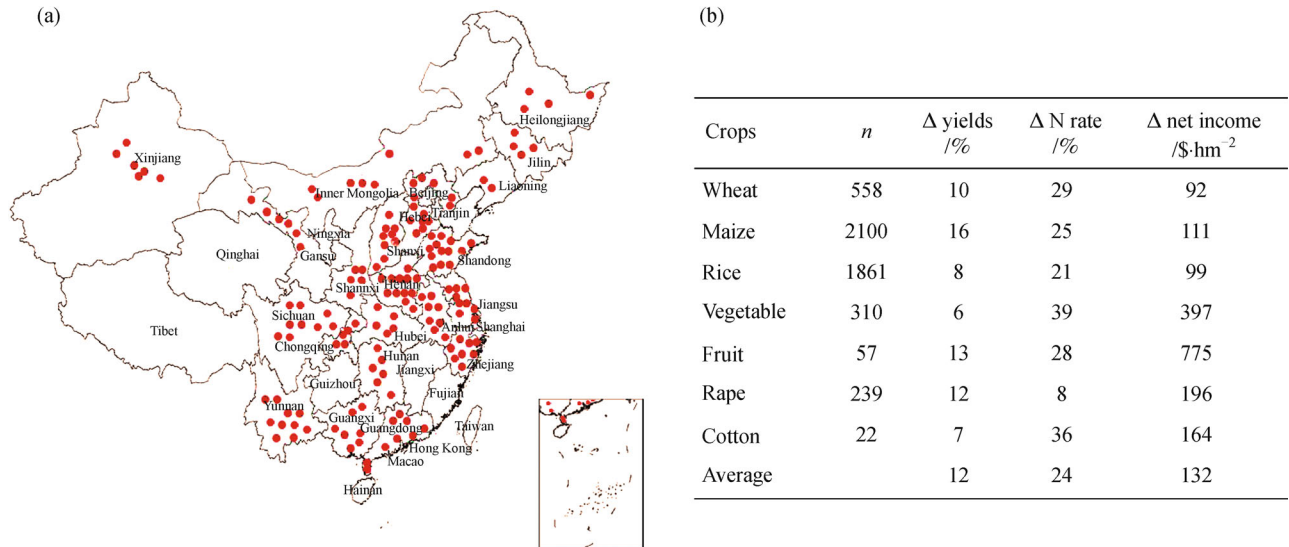 (a)
Heilongjiang
Jilin
Liaoning
Xinjiang
Inner Mongolia
Beijing
Tianjin
Hebei
Ningxia
Gansu
Qinghai
Shanxi
Shandong
Shannxi
Henan
Jiangsu
Sichuan
Anhui
Shanghai
Tibet
Chongqing
Hubei
Hunan
Zhejiang
Jiangxi
Guizhou
Fujian
Yunnan
Guangxi
Guangdong
Taiwan
Hong Kong
Macao
Hainan
(b)
Crops n Δ yields /% Δ N rate /% Δ net income /$·hm−2
Wheat 558 10 29 92
Maize 2100 16 25 111
Rice 1861 8 21 99
Vegetable 310 6 39 397
Fruit 57 13 28 775
Rape 239 12 8 196
Cotton 22 7 36 164
Average 12 24 132